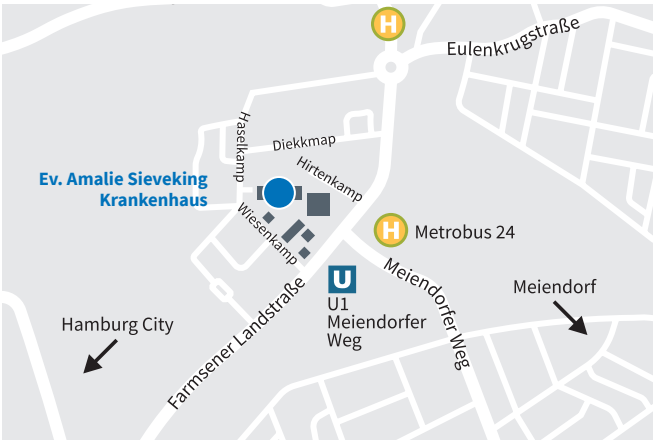 H
Eulenkrugstraße
Haselkamp
Diekkmap
Hirtenkamp
Ev. Amalie Sieveking
Krankenhaus
Wiesenkamp
H
Metrobus 24
Meiendorfer Weg
U
U1
Meiendorfer
Weg
Meiendorf
Farmsener Landstraße
Hamburg City